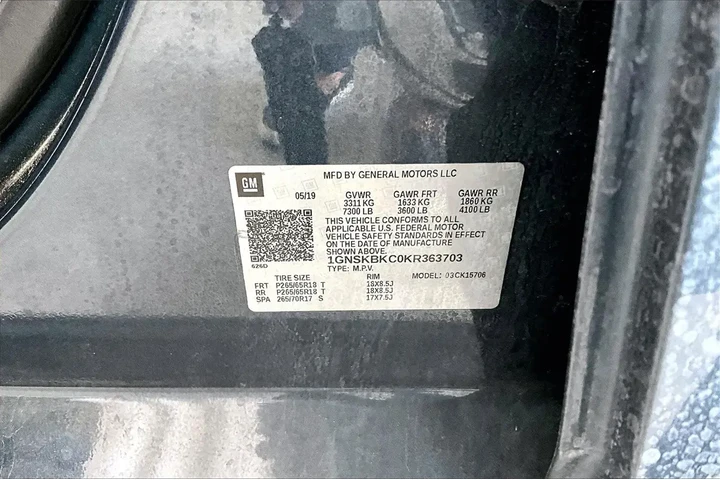 GM
MFD BY GENERAL MOTORS LLC
05/19 GVWR GAWR FRT GAWR RR
3311 KG 1633 KG 1860 KG
7300 LB 3600 LB 4100 LB
THIS VEHICLE CONFORMS TO ALL
APPLICABLE U.S. FEDERAL MOTOR
VEHICLE SAFETY STANDARDS IN EFFECT
ON THE DATE OF MANUFACTURE
SHOWN ABOVE.
1GNSKBKC0KR363703
626D
TYPE: M.P.V. MODEL: 03CK15706
TIRE SIZE RIM
FRT P265/65R18 T 18X8.5J
RR P265/65R18 T 18X8.5J
SPA 265/70R17 S 17X7.5J